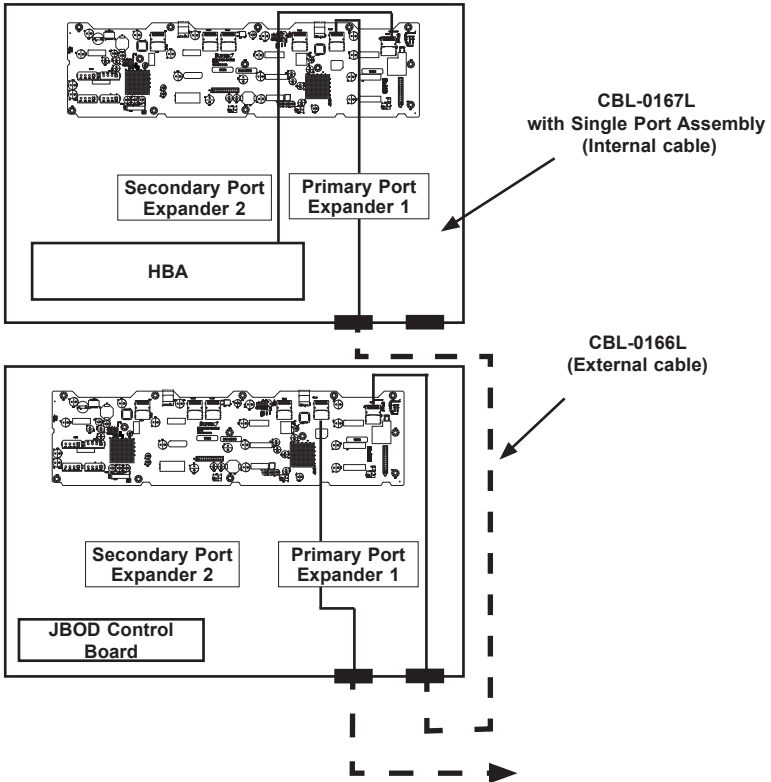 CBL-0167L
with Single Port Assembly
(Internal cable)
Secondary Port
Expander 2
Primary Port
Expander 1
HBA
CBL-0166L
(External cable)
Secondary Port
Expander 2
Primary Port
Expander 1
JBOD Control
Board